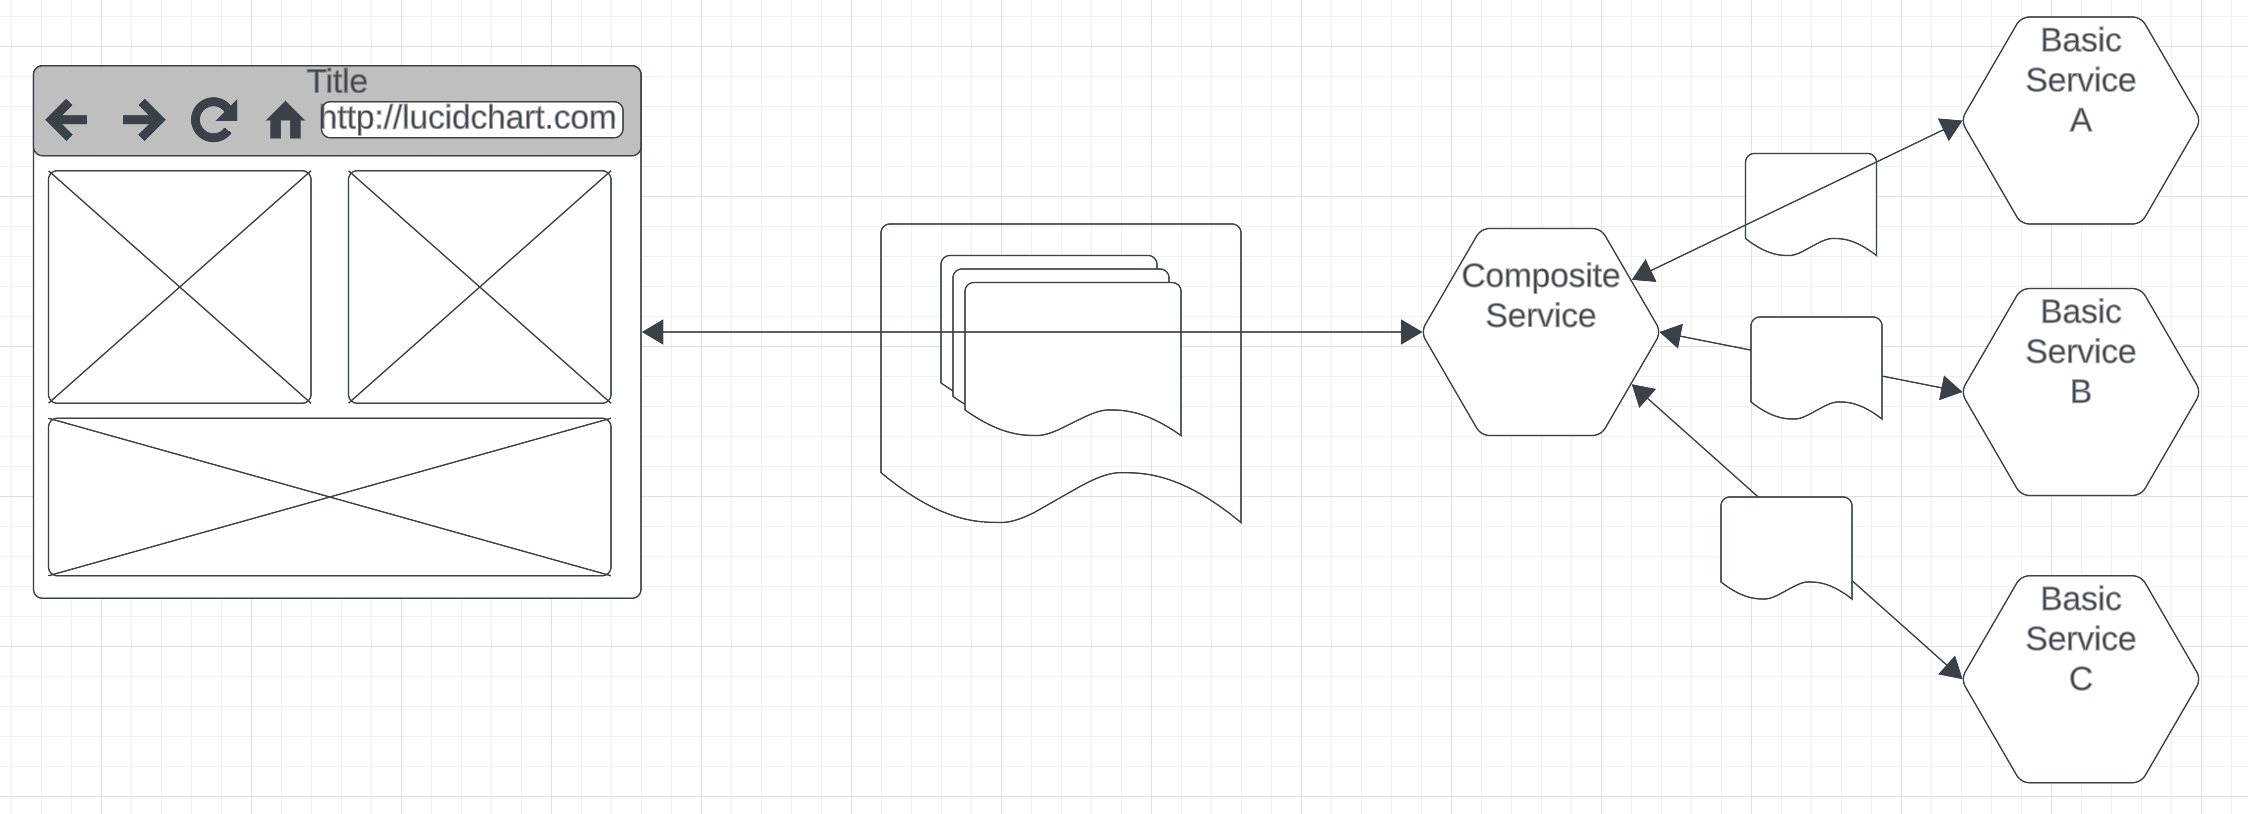 Title
http://lucidchart.com
Composite
Service
Basic
Service
A
Basic
Service
B
Basic
Service
C